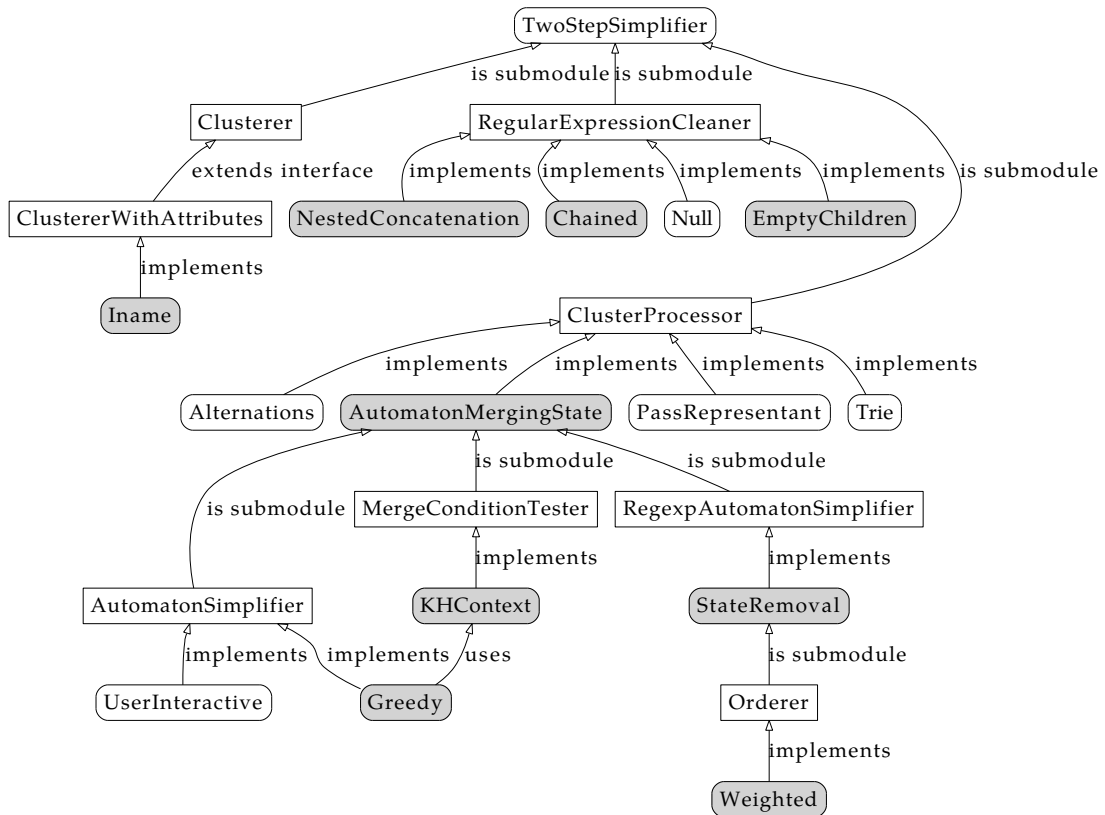 TwoStepSimplifier
is submodule is submodule
Clusterer
RegularExpressionCleaner
extends interface
implements implements implements implements
is submodule
ClustererWithAttributes
NestedConcatenation
Chained
Null
EmptyChildren
implements
Iname
ClusterProcessor
implements implements implements implements
Alternations
AutomatonMergingState
PassRepresentant
Trie
is submodule is submodule
is submodule
MergeConditionTester
RegexpAutomatonSimplifier
implements implements
AutomatonSimplifier
KHContext
StateRemoval
implements implements uses
is submodule
UserInteractive
Greedy
Orderer
implements
Weighted